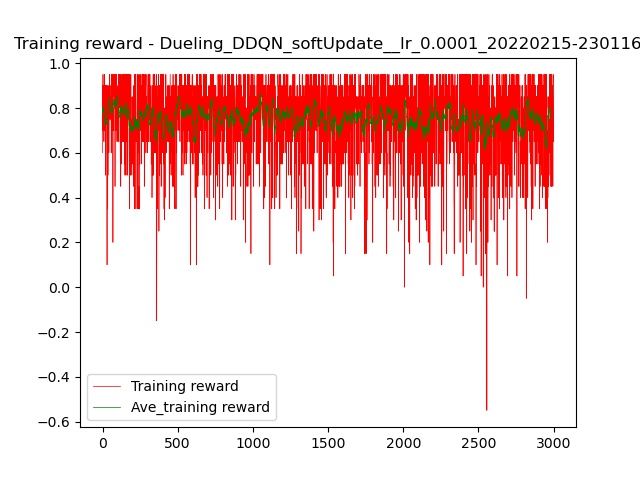 Training reward - Dueling_DDQN_softUpdate__lr_0.0001_20220215-230116
1.0
0.8
0.6
0.4
0.2
0.0
−0.2
−0.4
−0.6
Training reward
Ave_training reward
0 500 1000 1500 2000 2500 3000